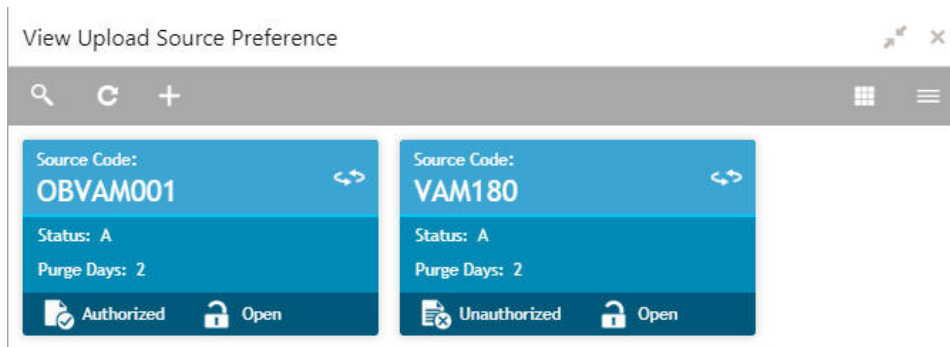 View Upload Source Preference
Source Code:
OBVAM001
Status: A
Purge Days: 2
Authorized Open
Source Code:
VAM180
Status: A
Purge Days: 2
Unauthorized Open